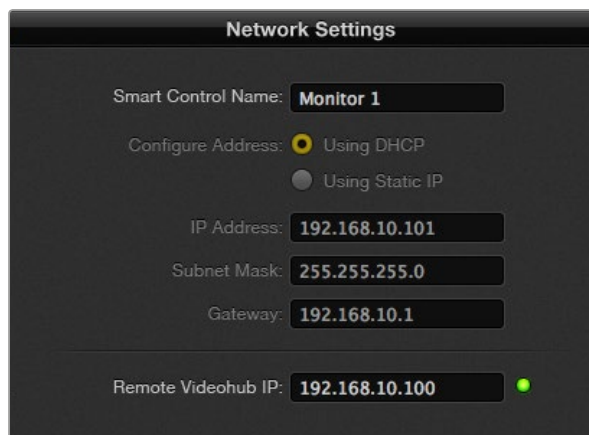 Network Settings
Smart Control Name: Monitor 1
Configure Address: Using DHCP
Using Static IP
IP Address: 192.168.10.101
Subnet Mask: 255.255.255.0
Gateway: 192.168.10.1
Remote Videohub IP: 192.168.10.100